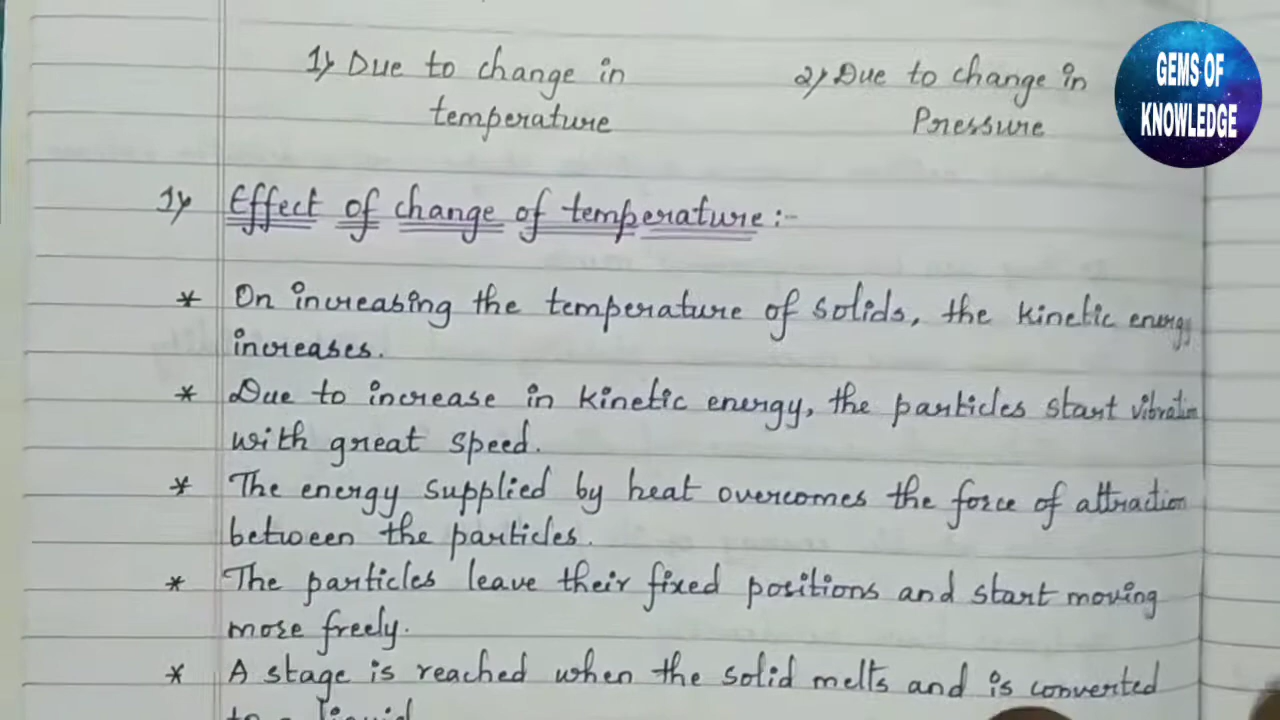 1) Due to change in
temperature
2) Due to change in
Pressure
GEMS OF
KNOWLEDGE
1) Effect of change of temperature :-
* On increasing the temperature of solids, the kinetic energy
increases.
* Due to increase in kinetic energy, the particles start vibration
with great speed.
* The energy supplied by heat overcomes the force of attraction
between the particles.
* The particles leave their fixed positions and start moving
more freely.
* A stage is reached when the solid melts and is converted
to a liquid